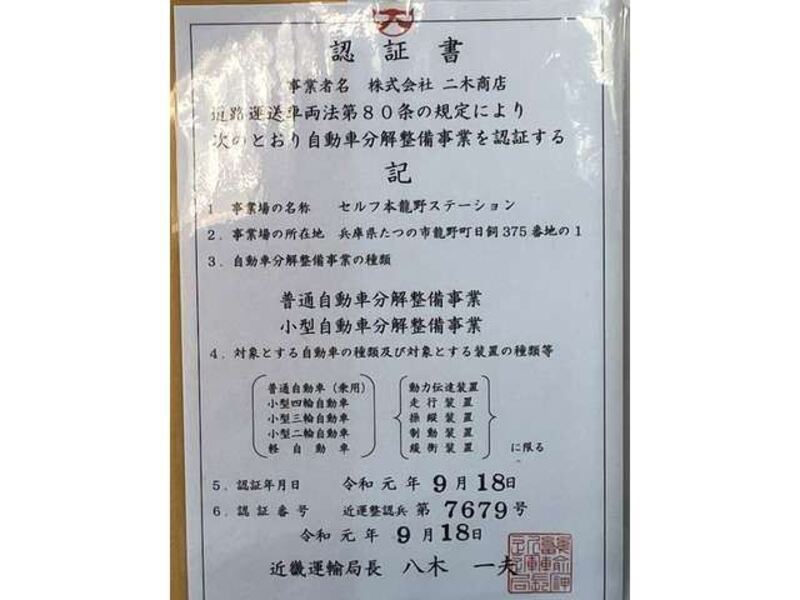 認証書
事業者名 株式会社 二木商店
道路運送車両法第80条の規定により
次のとおり自動車分解整備事業を認証する
記
1. 事業場の名称 セルフ本龍野ステーション
2. 事業場の所在地 兵庫県たつの市龍野町日飼375番地の1
3. 自動車分解整備事業の種類
普通自動車分解整備事業
小型自動車分解整備事業
4. 対象とする自動車の種類及び対象とする装置の種類等
普通自動車(乗用) 動力伝達装置
小型四輪自動車 走行装置
小型三輪自動車 操縦装置
小型二輪自動車 制動装置
軽自動車 緩衝装置 に限る
5. 認証年月日 令和元年9月18日
6. 認証番号 近運整認兵第7679号
令和元年9月18日
近畿運輸局長 八木 一夫